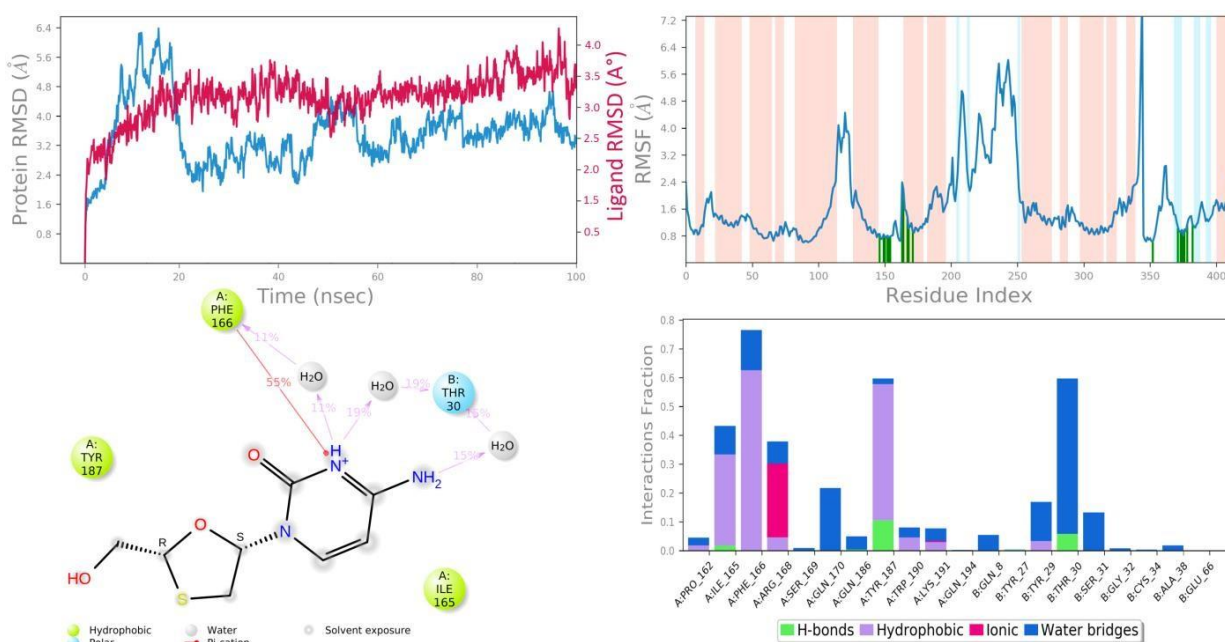 6.4
5.6
4.8
4.0
3.2
2.4
1.6
0.8
Protein RMSD (Å)
4.0
3.5
3.0
2.5
2.0
1.5
1.0
0.5
Ligand RMSD (A°)
0 20 40 60 80 100
Time (nsec)
7.2
6.4
5.6
4.8
4.0
3.2
2.4
1.6
0.8
RMSF (Å)
0 50 100 150 200 250 300 350 400
Residue Index
A:
PHE
166
11%
55%
H2O
11%
H2O
19%
19%
B:
THR
30
15%
H2O
15%
A:
TYR
187
H
N+
O
NH2
N
O
S
R
HO
S
A:
ILE
165
Hydrophobic
Water
Solvent exposure
Polar
Pi-cation
0.8
0.7
0.6
0.5
0.4
0.3
0.2
0.1
0.0
Interactions Fraction
A:PRO_162
A:ILE_165
A:PHE_166
A:ARG_168
A:SER_169
A:GLN_170
A:GLN_186
A:TYR_187
A:TRP_190
A:LYS_191
A:GLN_194
B:GLN_8
B:TYR_27
B:TYR_29
B:THR_30
B:SER_31
B:GLY_32
B:CYS_34
B:ALA_38
B:GLU_66
H-bonds Hydrophobic Ionic Water bridges